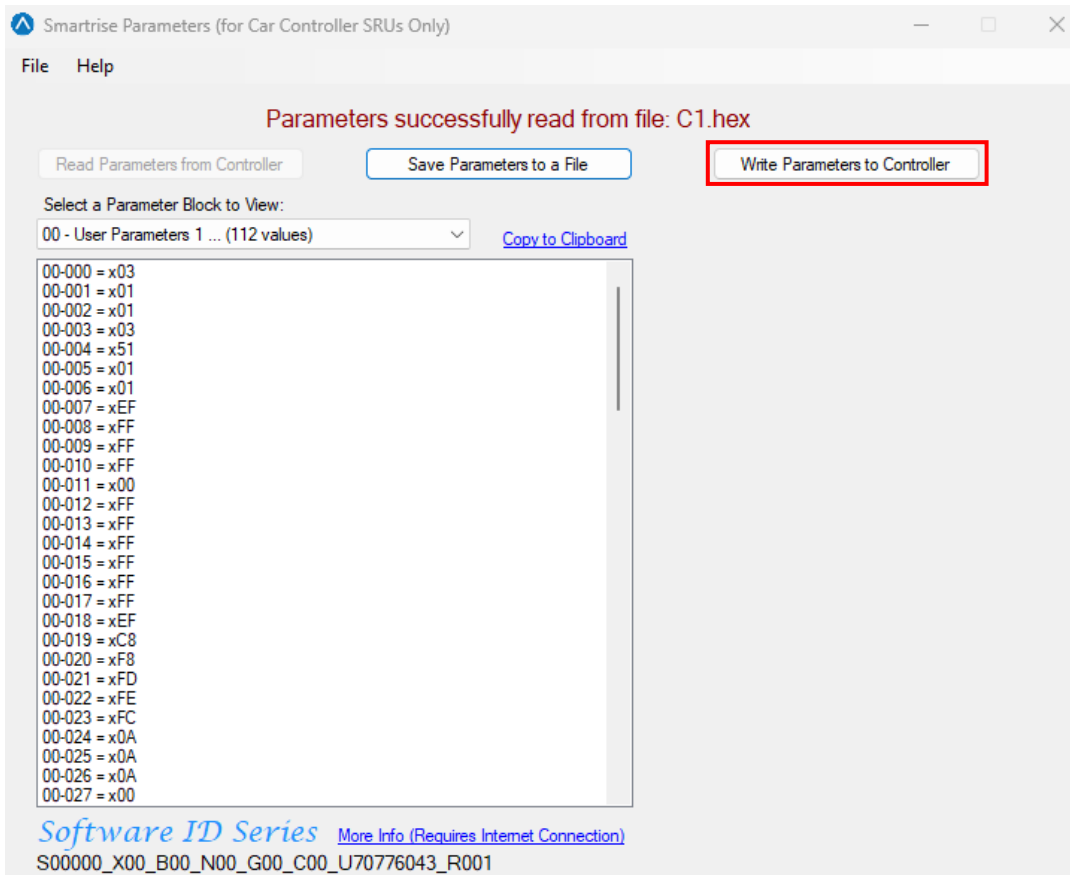 Smartrise Parameters (for Car Controller SRUs Only)
File Help
Parameters successfully read from file: C1.hex
Read Parameters from Controller Save Parameters to a File Write Parameters to Controller
Select a Parameter Block to View:
00 - User Parameters 1 ... (112 values) Copy to Clipboard
00-000 = x03
00-001 = x01
00-002 = x01
00-003 = x03
00-004 = x51
00-005 = x01
00-006 = x01
00-007 = xEF
00-008 = xFF
00-009 = xFF
00-010 = xFF
00-011 = x00
00-012 = xFF
00-013 = xFF
00-014 = xFF
00-015 = xFF
00-016 = xFF
00-017 = xFF
00-018 = xEF
00-019 = xC8
00-020 = xF8
00-021 = xFD
00-022 = xFE
00-023 = xFC
00-024 = x0A
00-025 = x0A
00-026 = x0A
00-027 = x00
Software ID Series More Info (Requires Internet Connection)
S00000_X00_B00_N00_G00_C00_U70776043_R001